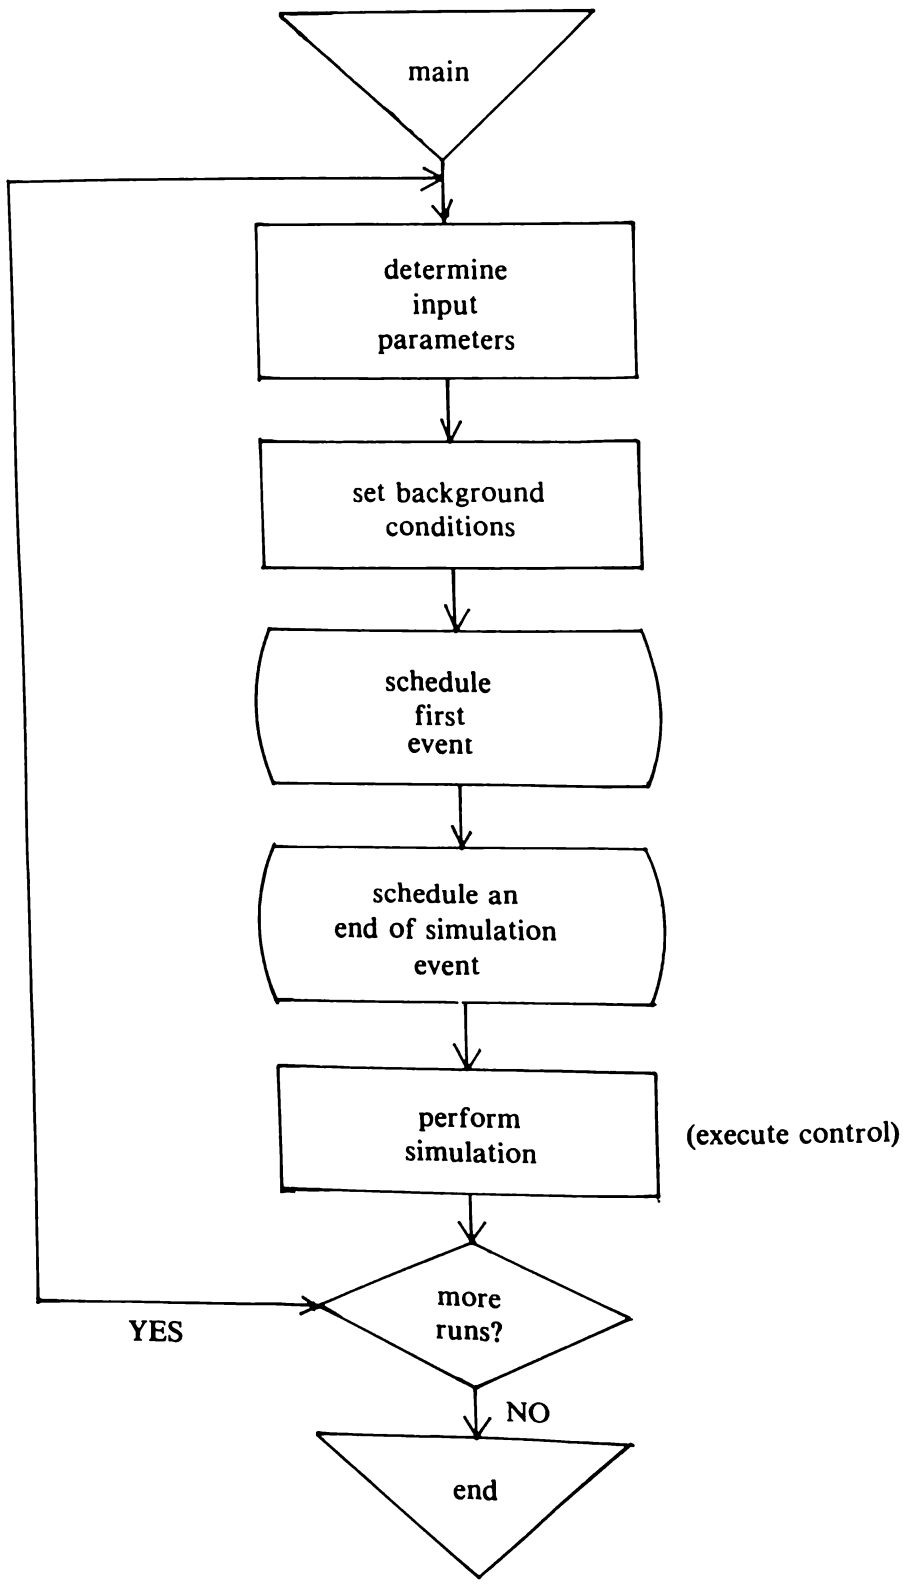 main
determine
input
parameters
set background
conditions
schedule
first
event
schedule an
end of simulation
event
perform
simulation
(execute control)
more
runs?
YES
NO
end